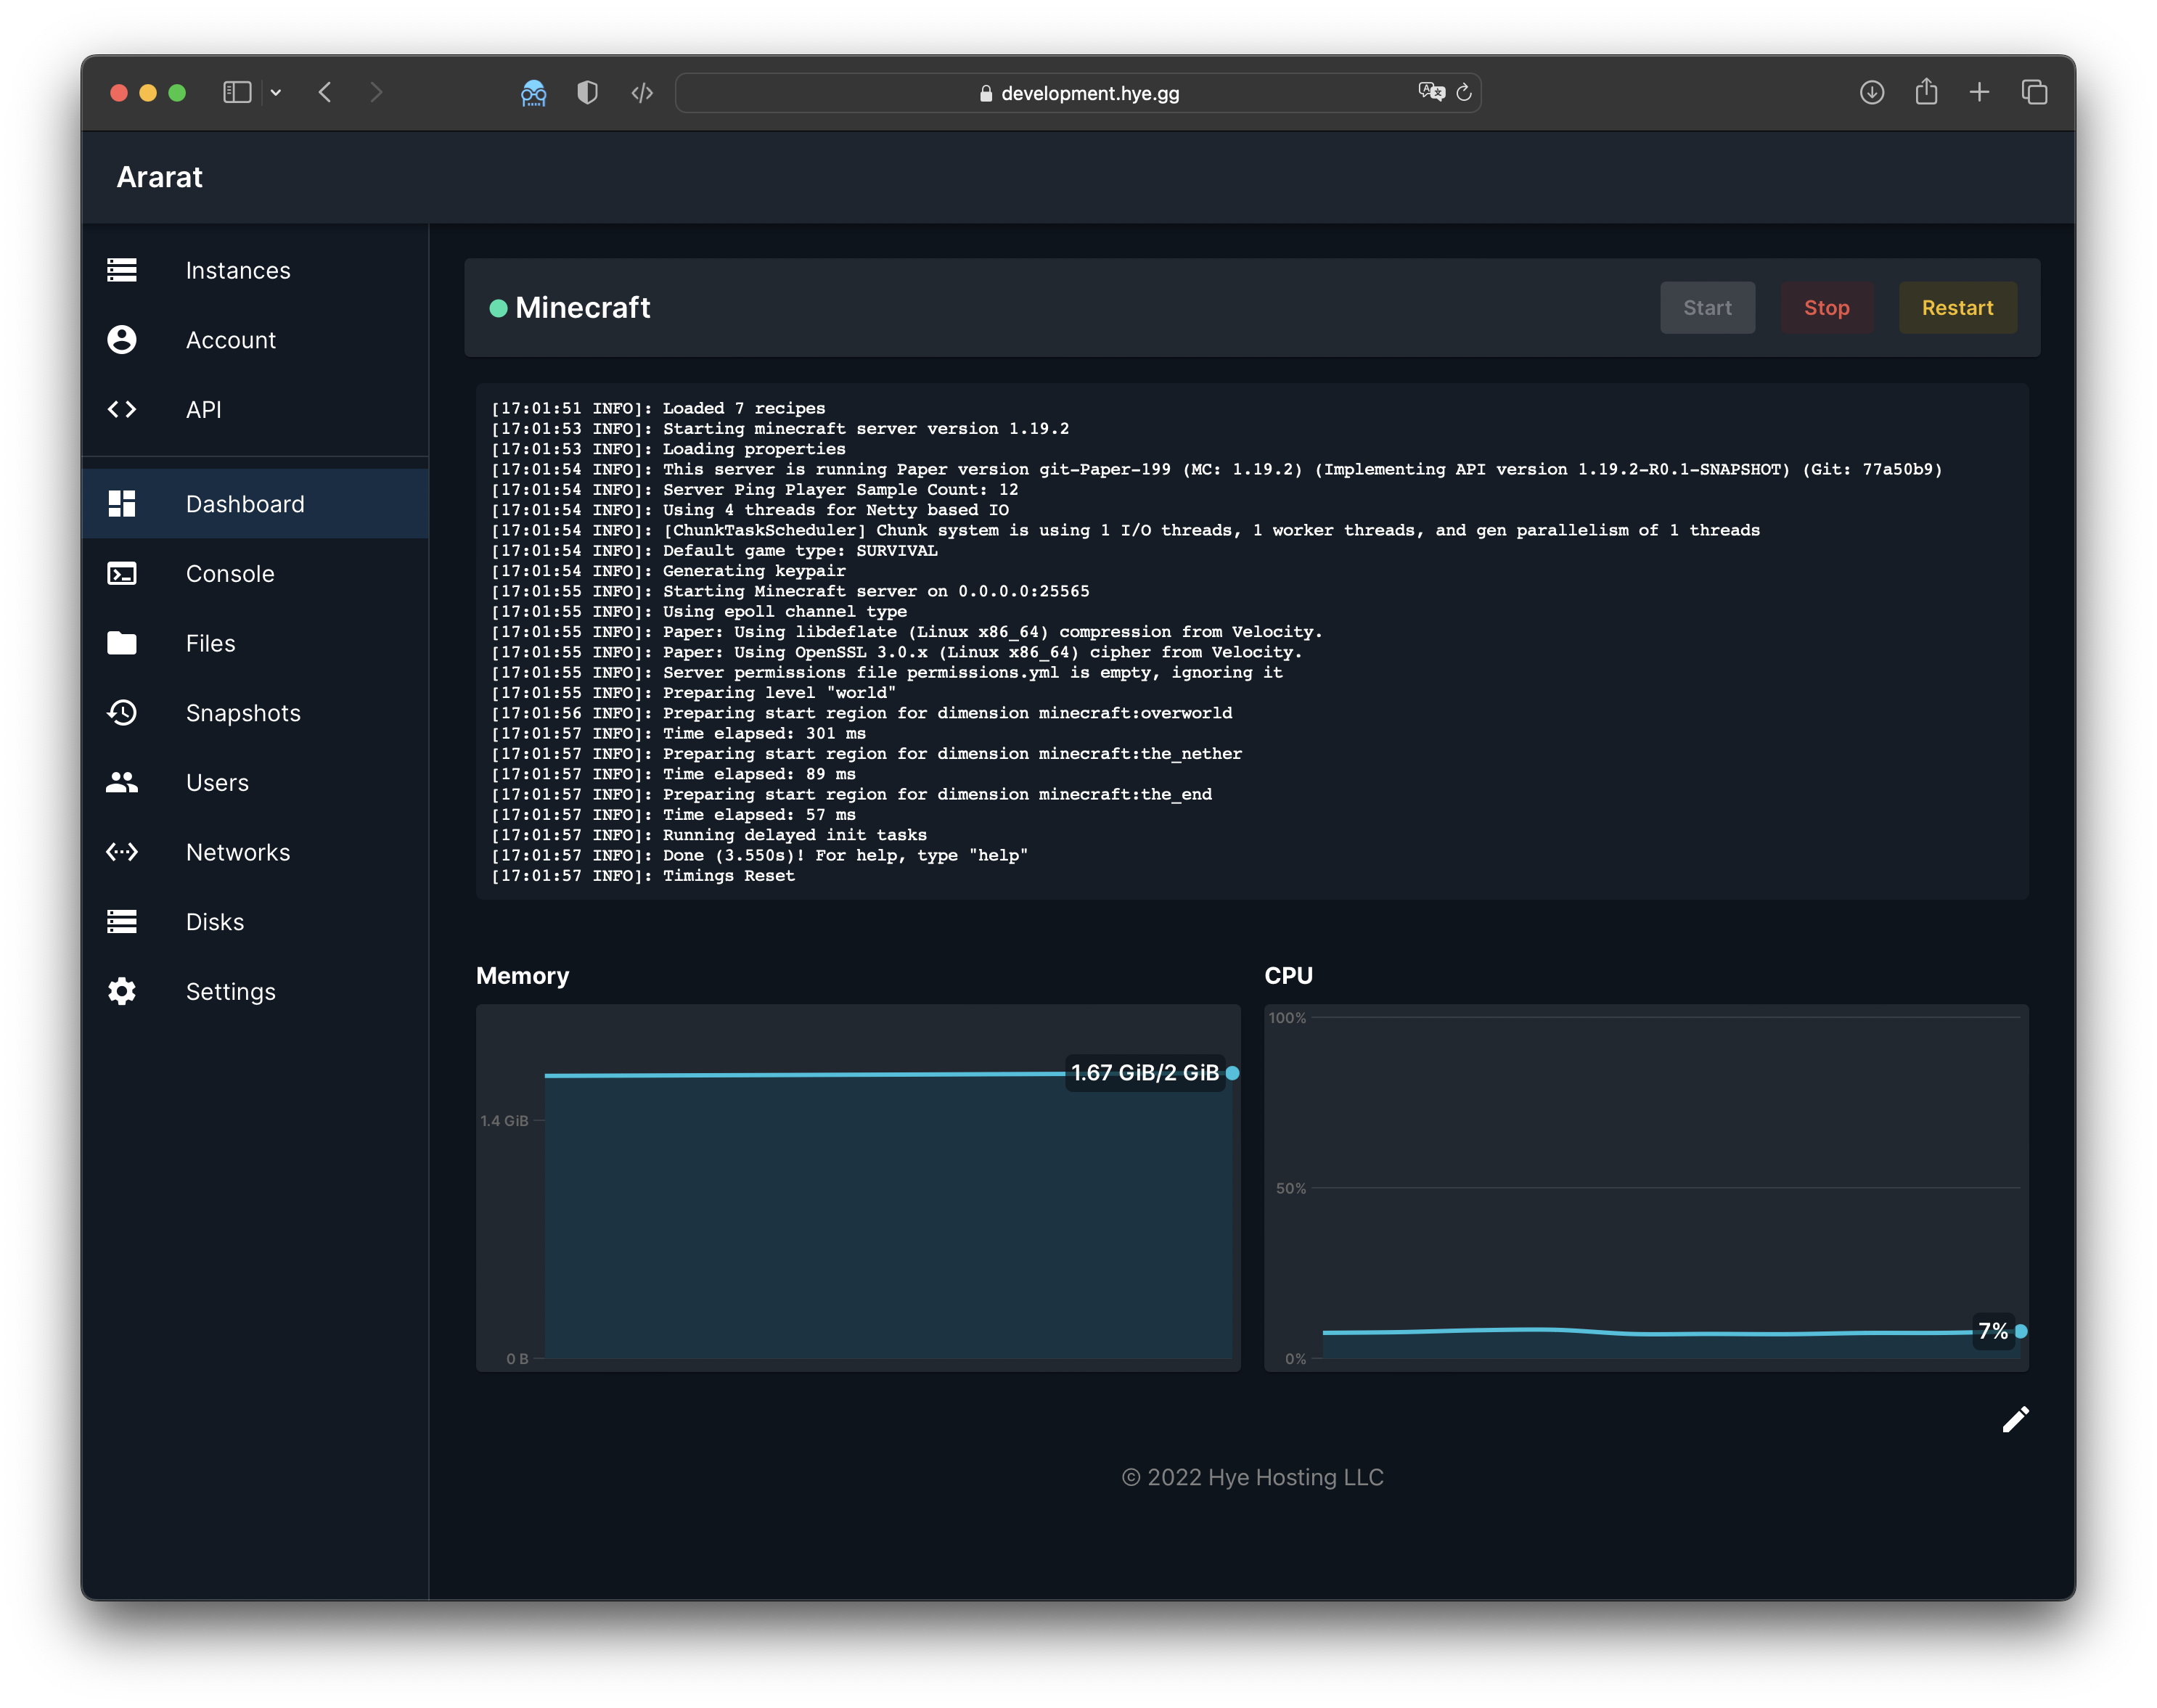 development.hye.gg
Ararat
Instances
Account
API
Dashboard
Console
Files
Snapshots
Users
Networks
Disks
Settings
Minecraft
Start
Stop
Restart
[17:01:51 INFO]: Loaded 7 recipes
[17:01:53 INFO]: Starting minecraft server version 1.19.2
[17:01:53 INFO]: Loading properties
[17:01:54 INFO]: This server is running Paper version git-Paper-199 (MC: 1.19.2) (Implementing API version 1.19.2-R0.1-SNAPSHOT) (Git: 77a50b9)
[17:01:54 INFO]: Server Ping Player Sample Count: 12
[17:01:54 INFO]: Using 4 threads for Netty based IO
[17:01:54 INFO]: [ChunkTaskScheduler] Chunk system is using 1 I/O threads, 1 worker threads, and gen parallelism of 1 threads
[17:01:54 INFO]: Default game type: SURVIVAL
[17:01:54 INFO]: Generating keypair
[17:01:55 INFO]: Starting Minecraft server on 0.0.0.0:25565
[17:01:55 INFO]: Using epoll channel type
[17:01:55 INFO]: Paper: Using libdeflate (Linux x86_64) compression from Velocity.
[17:01:55 INFO]: Paper: Using OpenSSL 3.0.x (Linux x86_64) cipher from Velocity.
[17:01:55 INFO]: Server permissions file permissions.yml is empty, ignoring it
[17:01:55 INFO]: Preparing level "world"
[17:01:56 INFO]: Preparing start region for dimension minecraft:overworld
[17:01:57 INFO]: Time elapsed: 301 ms
[17:01:57 INFO]: Preparing start region for dimension minecraft:the_nether
[17:01:57 INFO]: Time elapsed: 89 ms
[17:01:57 INFO]: Preparing start region for dimension minecraft:the_end
[17:01:57 INFO]: Time elapsed: 57 ms
[17:01:57 INFO]: Running delayed init tasks
[17:01:57 INFO]: Done (3.550s)! For help, type "help"
[17:01:57 INFO]: Timings Reset
Memory
1.67 GiB/2 GiB
1.4 GiB
0 B
CPU
100%
50%
7%
0%
© 2022 Hye Hosting LLC